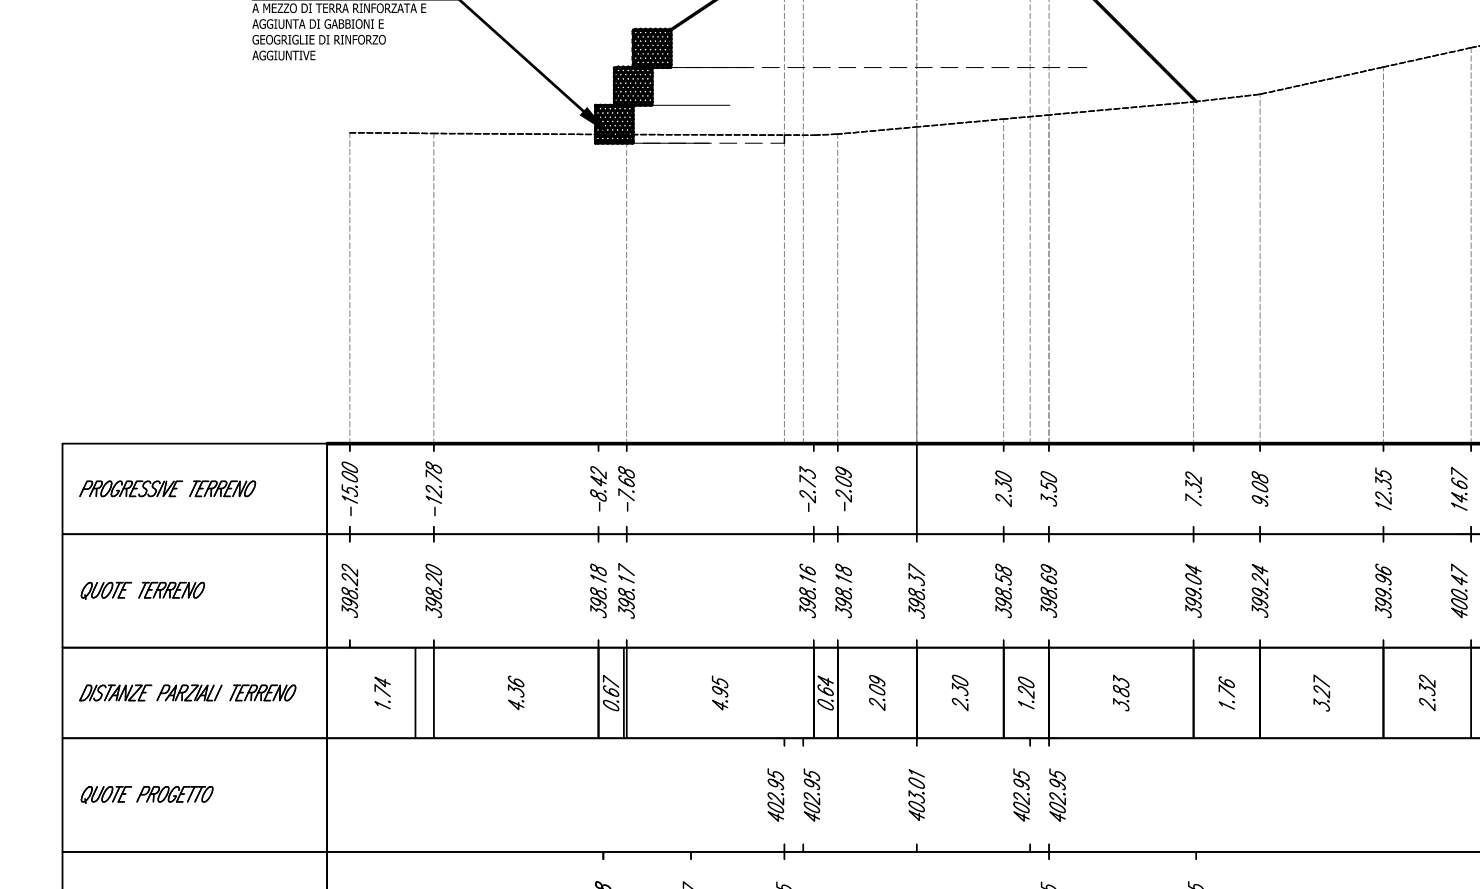 A MEZZO DI TERRA RINFORZATA E
AGGIUNTA DI GABBIONI E
GEOGRIGLIE DI RINFORZO
AGGIUNTIVE
PROGRESSIVE TERRENO -15.00 -12.78 -8.42 -7.68 -2.73 -2.09 2.30 3.50 7.32 9.08 12.35 14.67
QUOTE TERRENO 398.22 398.20 398.18 398.17 398.16 398.18 398.37 398.58 398.69 399.04 399.24 399.96 400.47
DISTANZE PARZIALI TERRENO 1.74 4.36 0.67 4.95 0.64 2.09 2.30 1.20 3.83 1.76 3.27 2.32
QUOTE PROGETTO 402.95 402.95 403.01 402.95 402.95